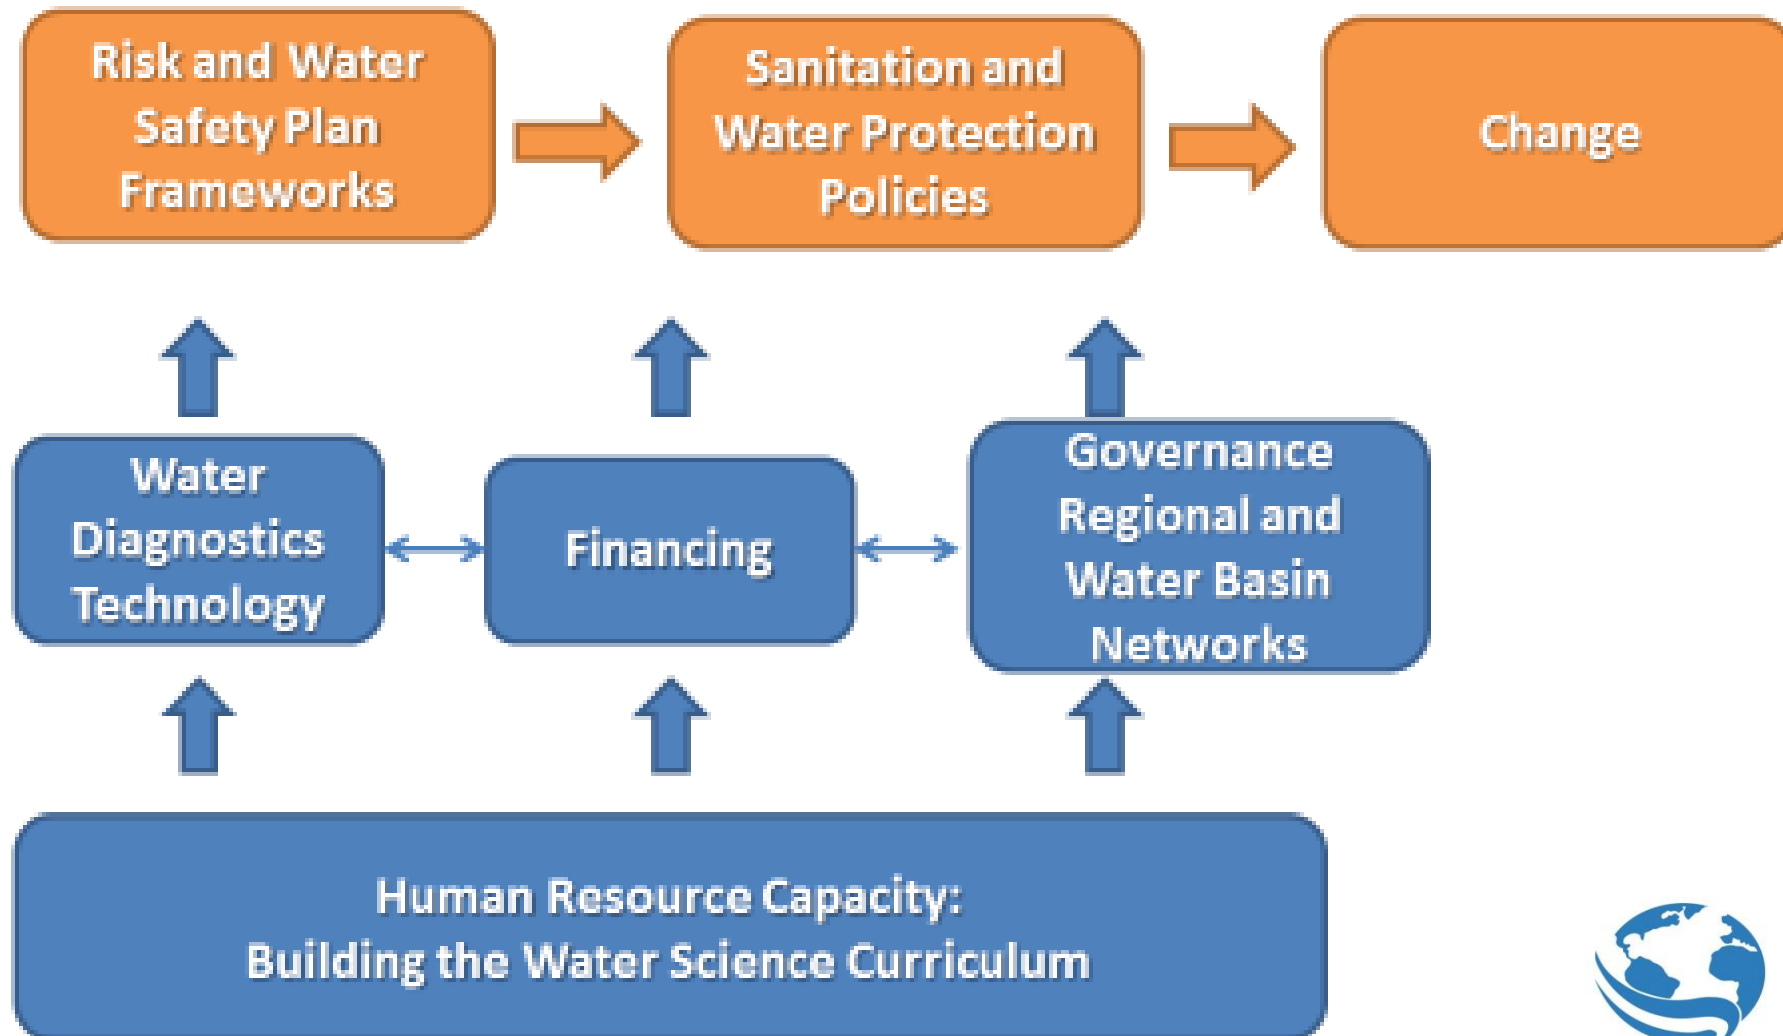 Risk and Water
Safety Plan
Frameworks
Sanitation and
Water Protection
Policies
Change
Water
Diagnostics
Technology
Financing
Governance
Regional and
Water Basin
Networks
Human Resource Capacity:
Building the Water Science Curriculum